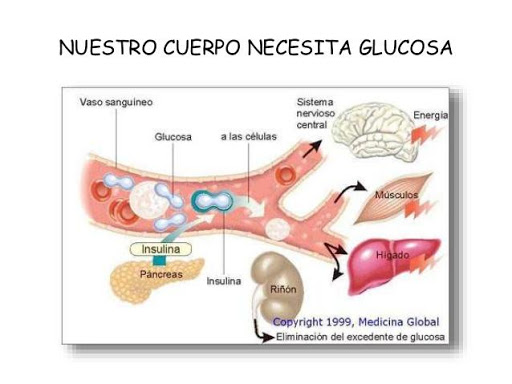 NUESTRO CUERPO NECESITA GLUCOSA
Vaso sanguineo
Glucosa
a las células
Sistema
nervioso
central
Energía
Músculos
Hígado
Insulina
Páncreas
Insulina
Riñón
Copyright 1999, Medicina Global
Eliminación del excedente de glucosa